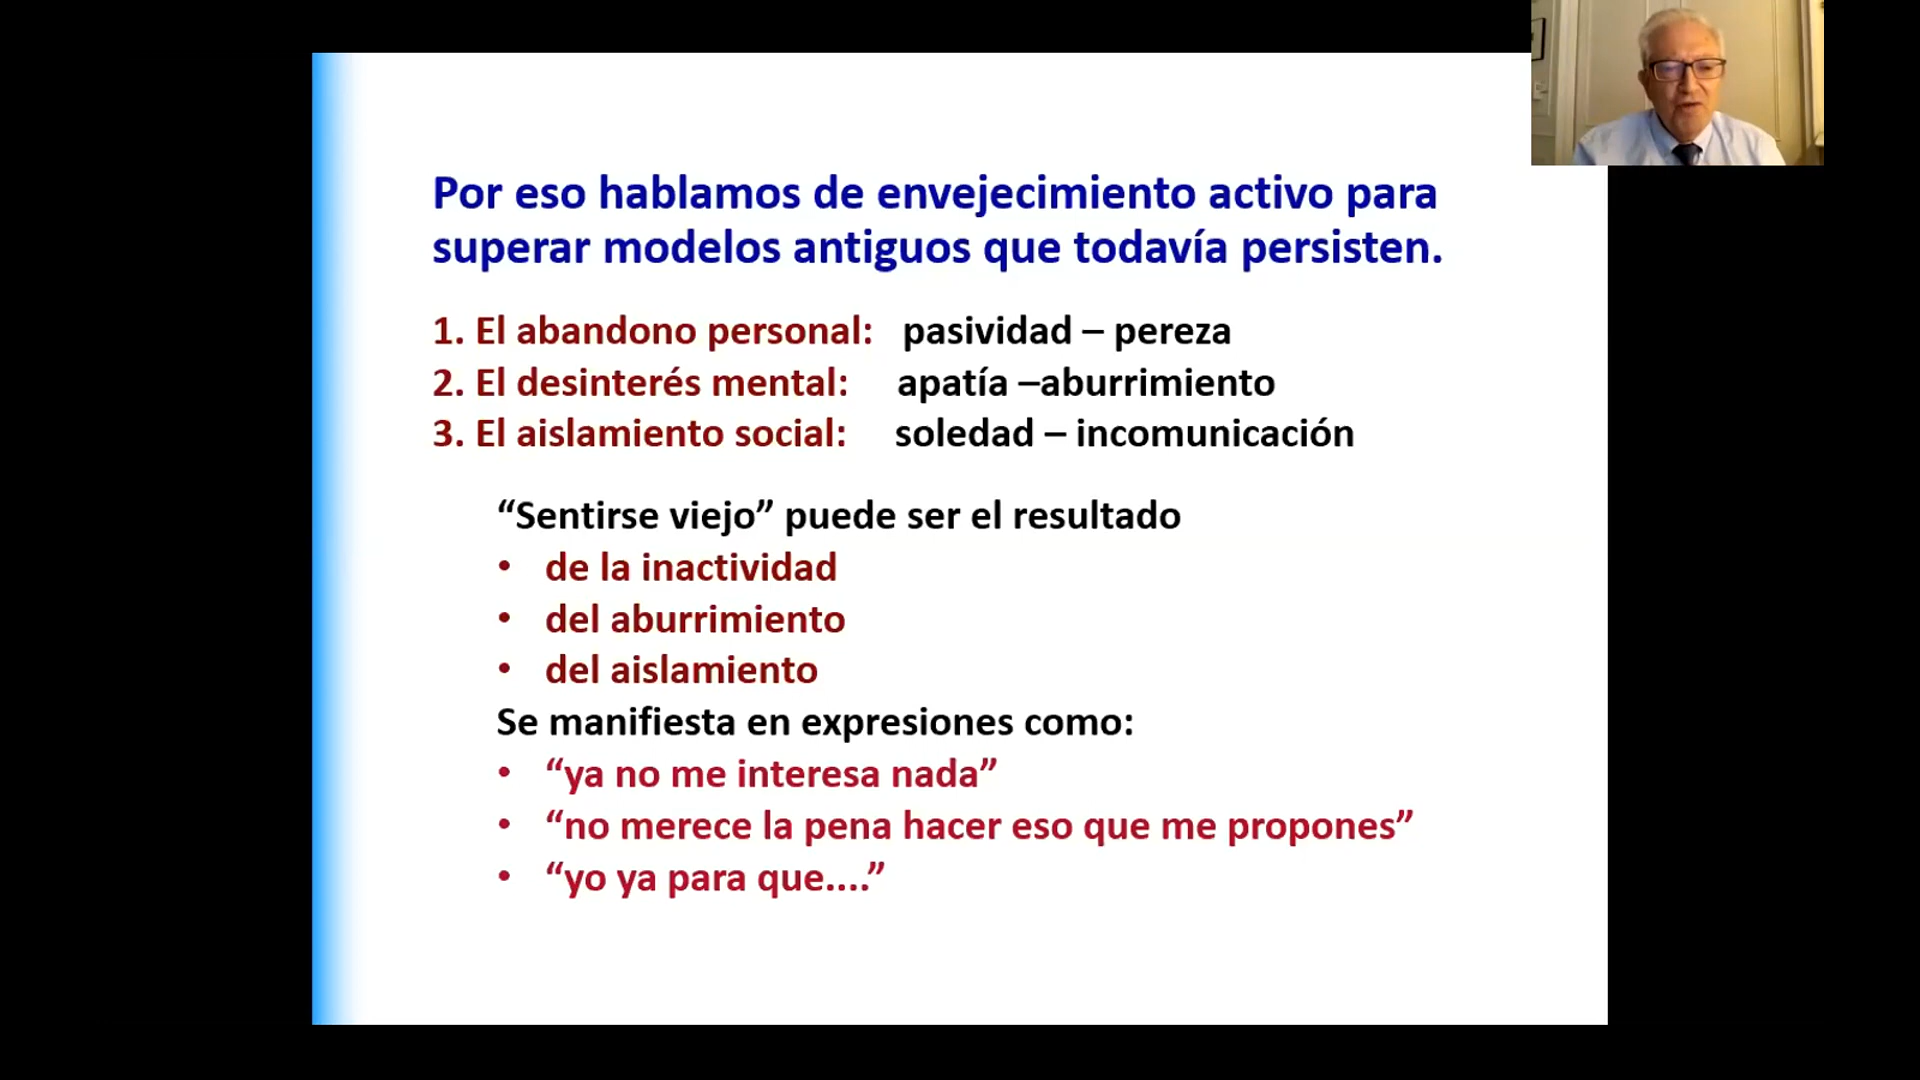 Por eso hablamos de envejecimiento activo para
superar modelos antiguos que todavía persisten.
1. El abandono personal: pasividad – pereza
2. El desinterés mental: apatía –aburrimiento
3. El aislamiento social: soledad – incomunicación
“Sentirse viejo” puede ser el resultado
• de la inactividad
• del aburrimiento
• del aislamiento
Se manifiesta en expresiones como:
• “ya no me interesa nada”
• “no merece la pena hacer eso que me propones”
• “yo ya para que....”